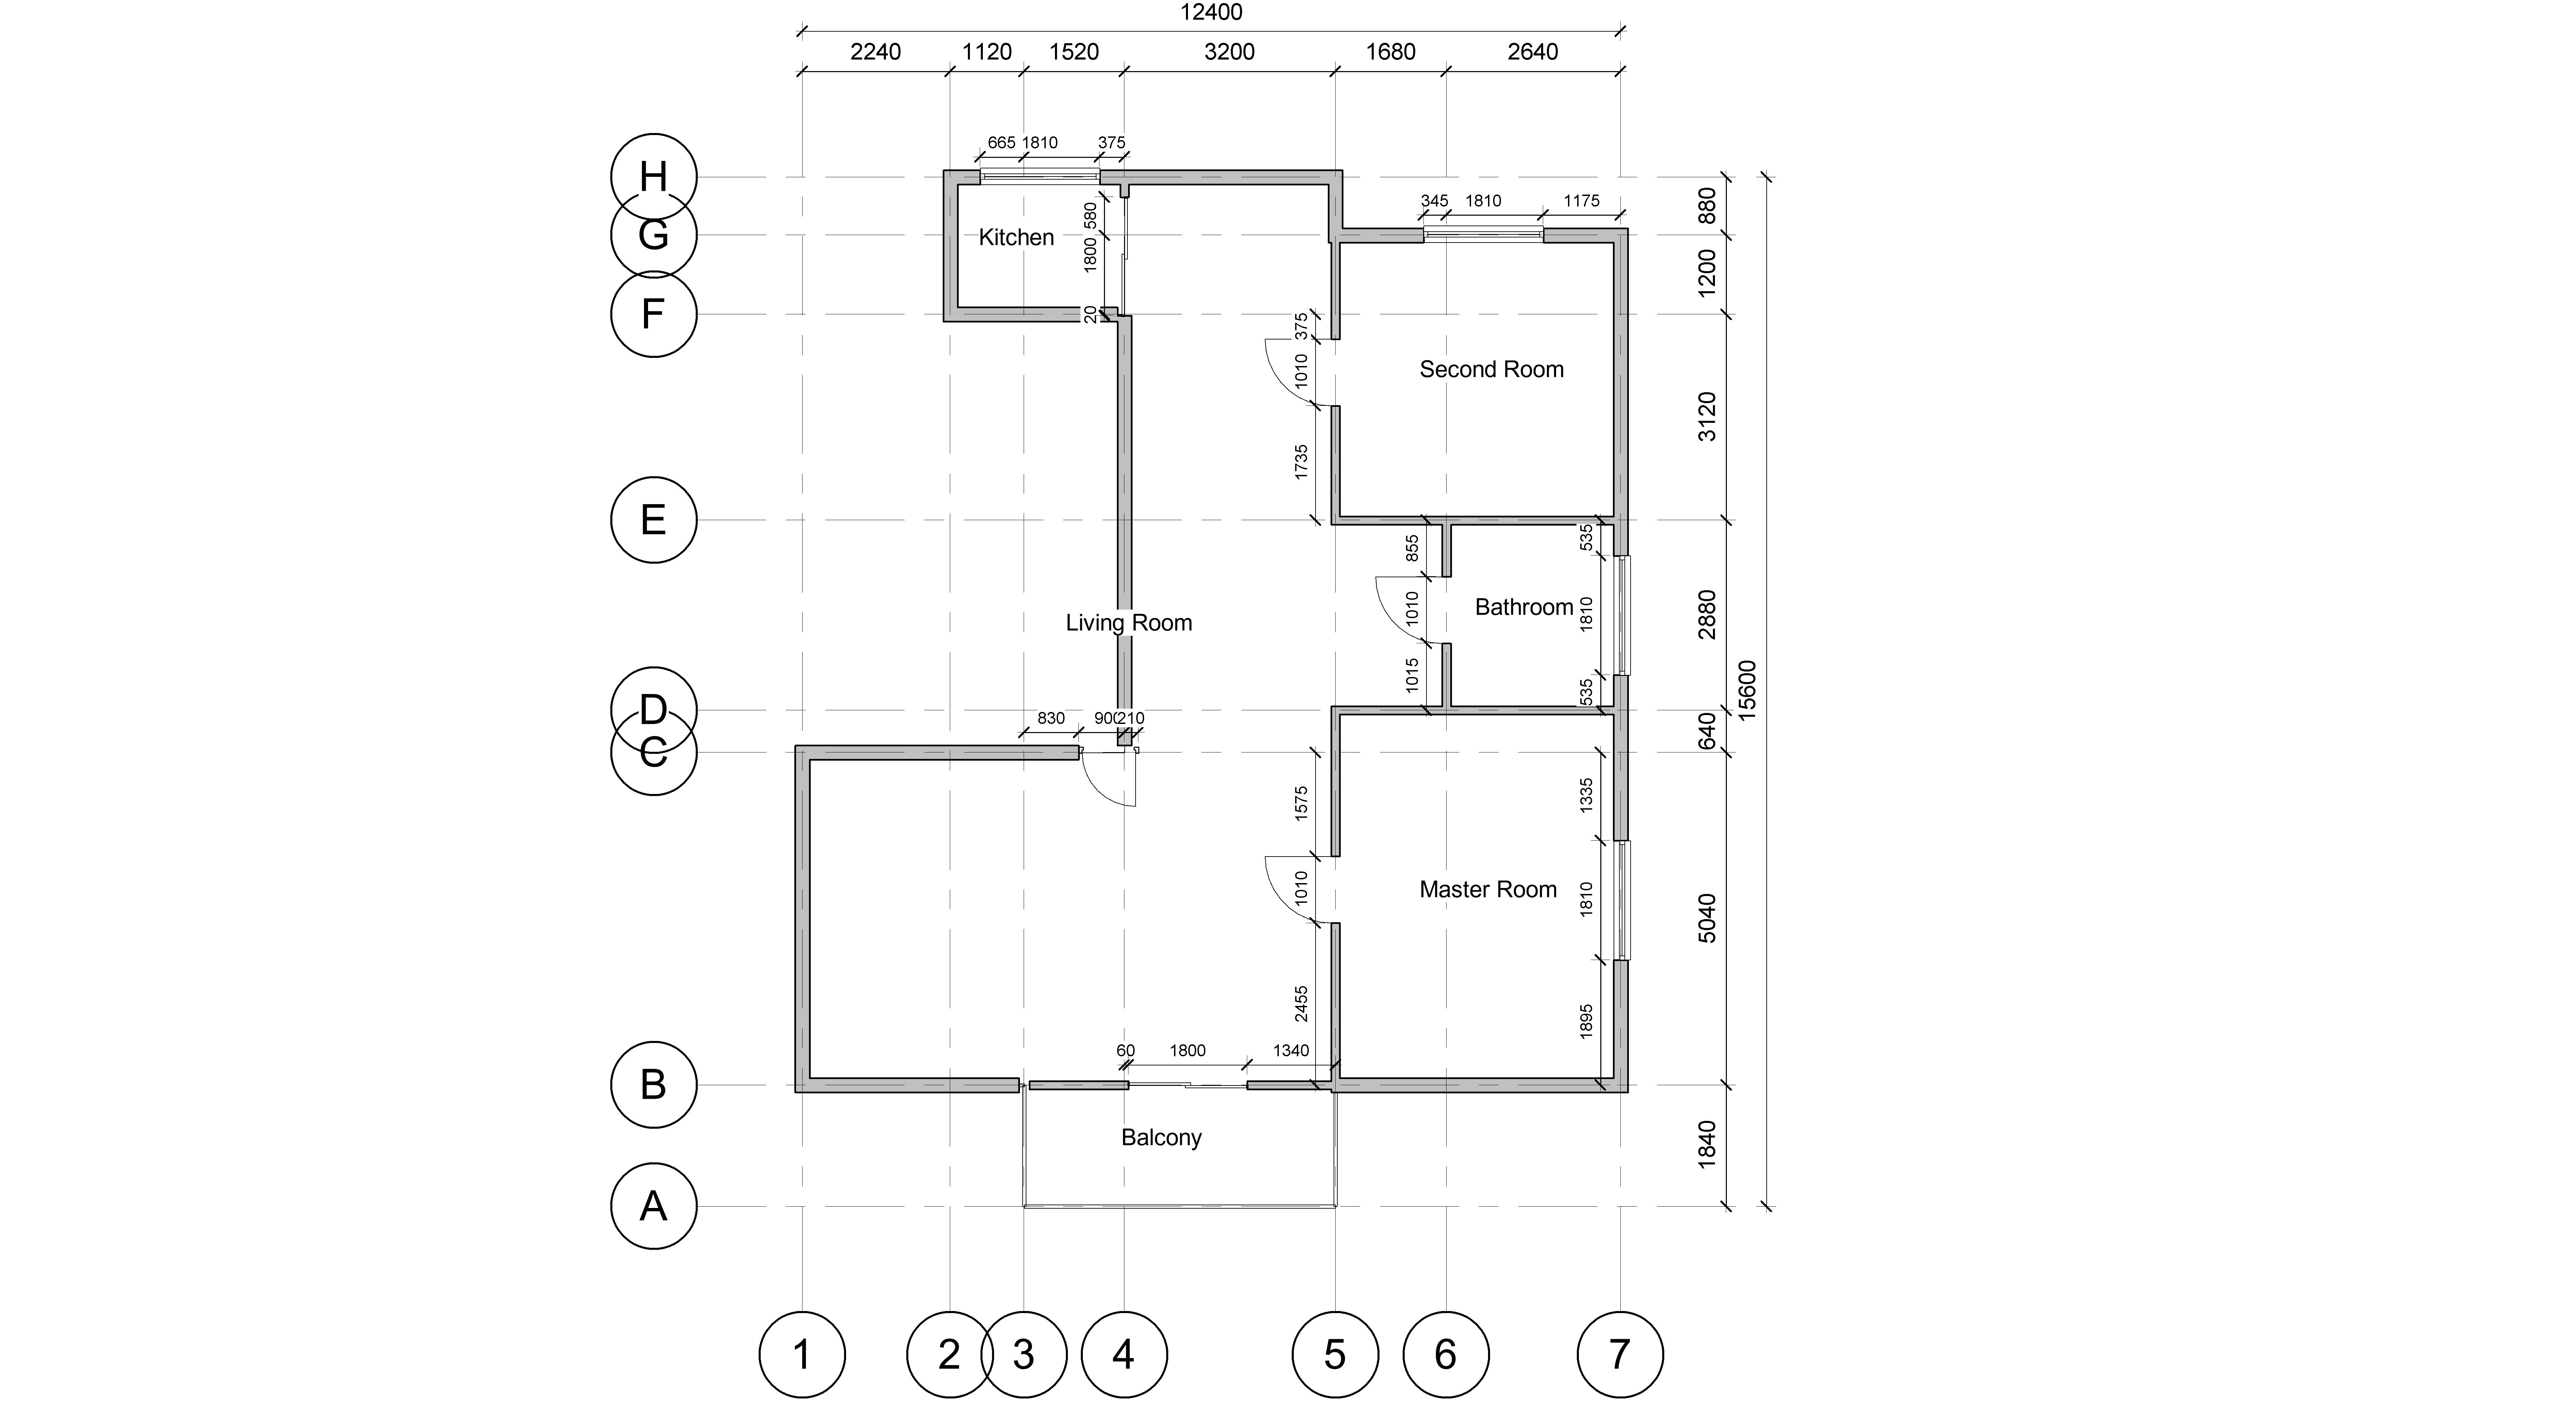 12400
2240 1120 1520 3200 1680 2640
665 1810 375
H
345 1810 1175
880
580
G
Kitchen
1800
1200
F
20
375
1010
Second Room
3120
1735
E
535
855
1010
Bathroom
1810
2880
Living Room
1015
535
15600
D
830 900 210
640
C
1575
1335
1010
Master Room
1810
5040
2455
1895
60 1800 1340
B
Balcony
1840
A
1 2 3 4 5 6 7